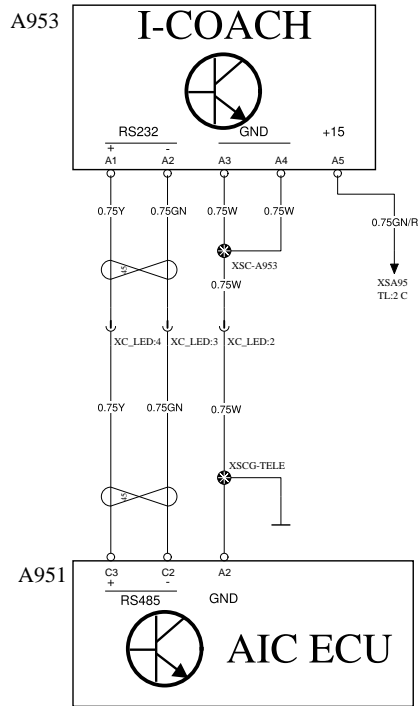 A953
I-COACH
RS232 GND +15
+ -
A1 A2 A3 A4 A5
0.75Y 0.75GN 0.75W 0.75W 0.75GN/R
45
XSC-A953
XSA95
TL:2 C
0.75W
XC_LED:4 XC_LED:3 XC_LED:2
0.75Y 0.75GN 0.75W
XSCG-TELE
45
A951
C3 C2 A2
+ -
RS485 GND
AIC ECU